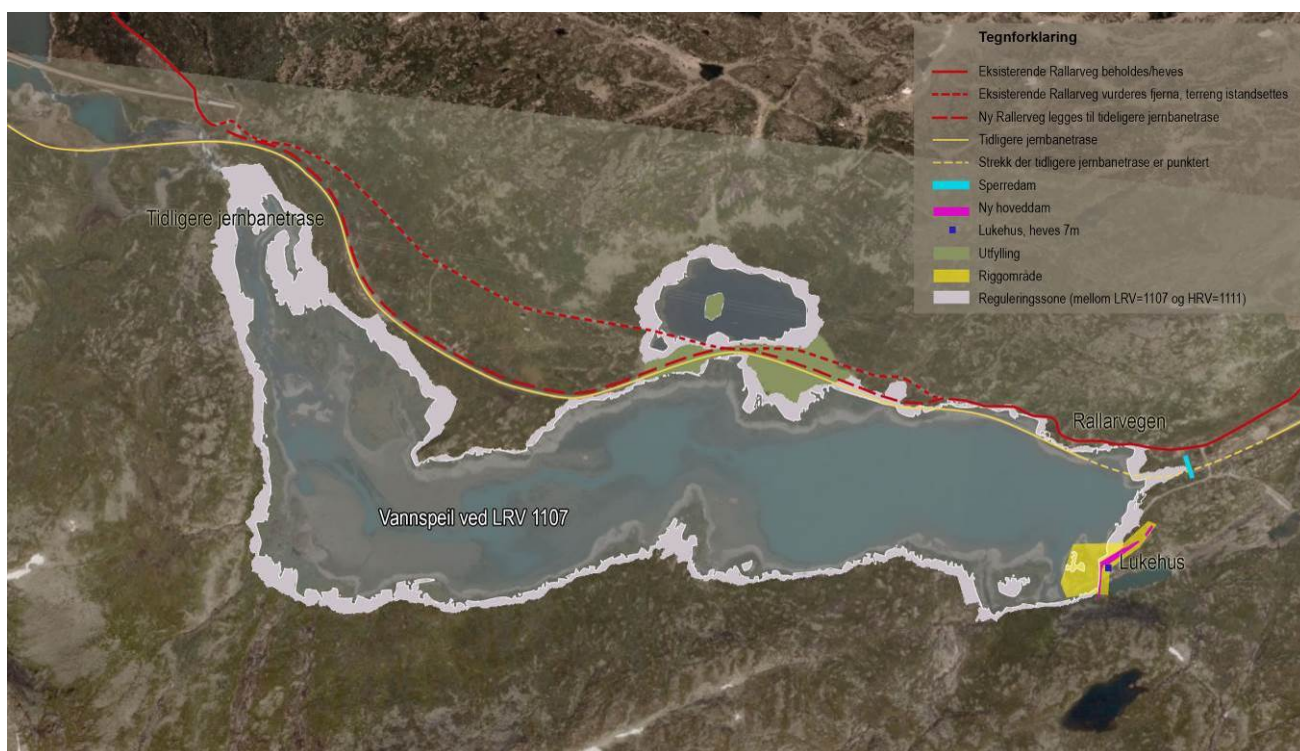 Tegnforklaring
Eksisterende Rallarveg beholdes/heves
Eksisterende Rallarveg vurderes fjerna, terreng istandsettes
Ny Rallerveg legges til tideligere jernbanetrase
Tidligere jernbanetrase
Strekk der tidligere jernbanetrase er punktert
Sperredam
Ny hoveddam
Lukehus, heves 7m
Utfylling
Riggområde
Reguleringssone (mellom LRV=1107 og HRV=1111)
Tidligere jernbanetrase
Rallarvegen
Vannspeil ved LRV 1107
Lukehus